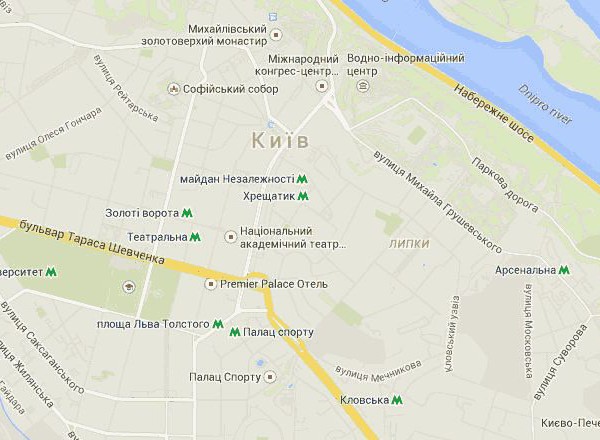 Михайлівський
золотоверхий монастир
Міжнародний
конгрес-центр...
Водно-інформаційний
центр
вулиця Рейтарська
Софійський собор
Набережне шосе
Dnipro river
вулиця Олеся Гончара
Київ
вулиця Михайла Грушевського
Паркова дорога
майдан Незалежності
Хрещатик
Золоті ворота
Театральна
бульвар Тараса Шевченка
Національний
академічний театр...
ЛИПКИ
верситет
Арсенальна
Premier Palace Отель
площа Льва Толстого
Палац спорту
вулиця Саксаганського
Кловський узвіз
вулиця Московська
вулиця Суворова
вулиця Мечникова
Палац Спорту
улиця Жилянська
Гайдара
Кловська
Києво-Пече